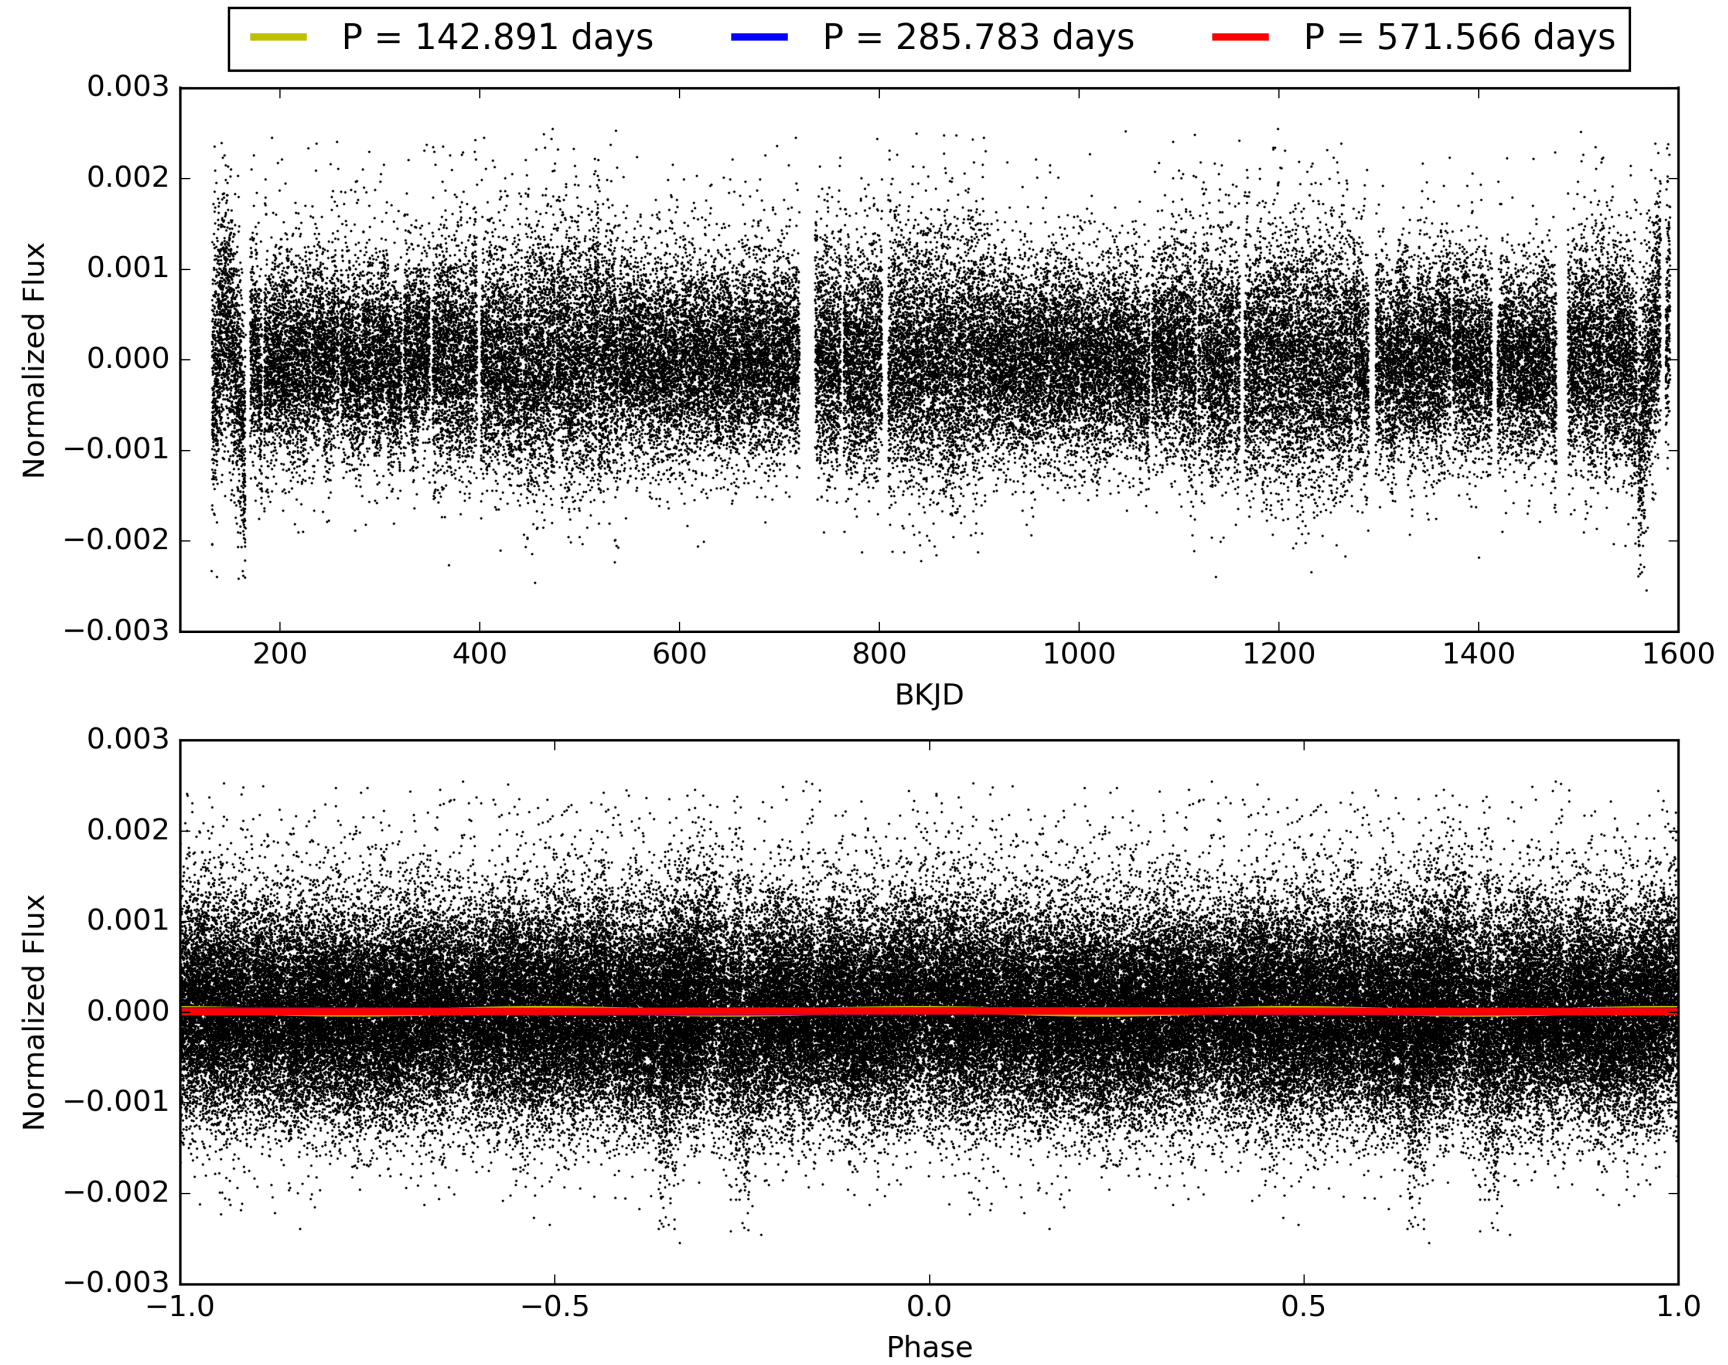 P = 142.891 days P = 285.783 days P = 571.566 days
0.003
0.002
0.001
0.000
−0.001
−0.002
−0.003
Normalized Flux
200 400 600 800 1000 1200 1400 1600
BKJD
0.003
0.002
0.001
0.000
−0.001
−0.002
−0.003
Normalized Flux
−1.0 −0.5 0.0 0.5 1.0
Phase